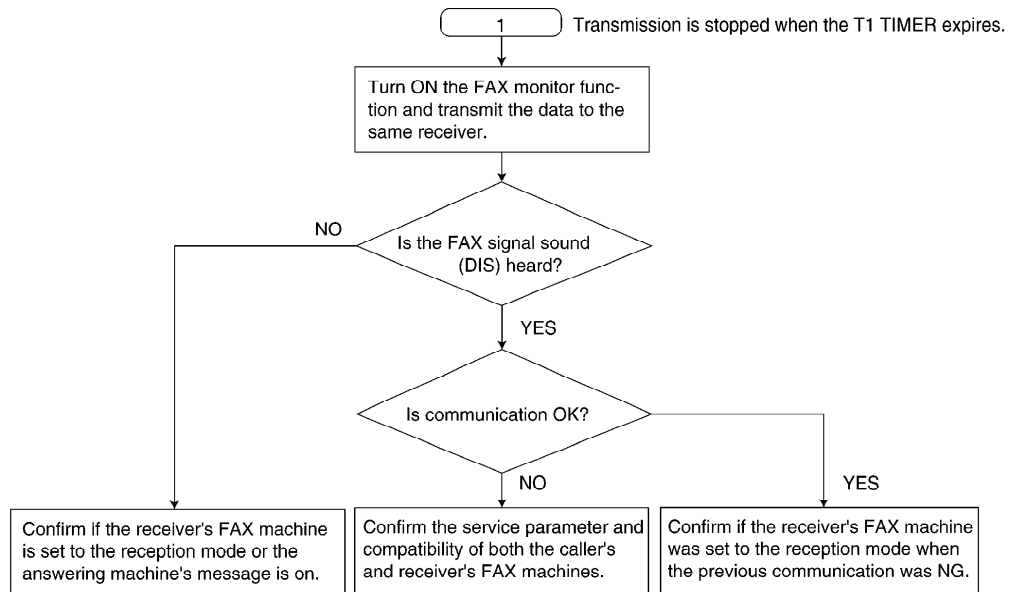 1 Transmission is stopped when the T1 TIMER expires.
Turn ON the FAX monitor func-
tion and transmit the data to the
same receiver.
NO
Is the FAX signal sound
(DIS) heard?
YES
Is communication OK?
NO
YES
Confirm if the receiver's FAX machine
is set to the reception mode or the
answering machine's message is on.
Confirm the service parameter and
compatibility of both the caller's
and receiver's FAX machines.
Confirm if the receiver's FAX machine
was set to the reception mode when
the previous communication was NG.